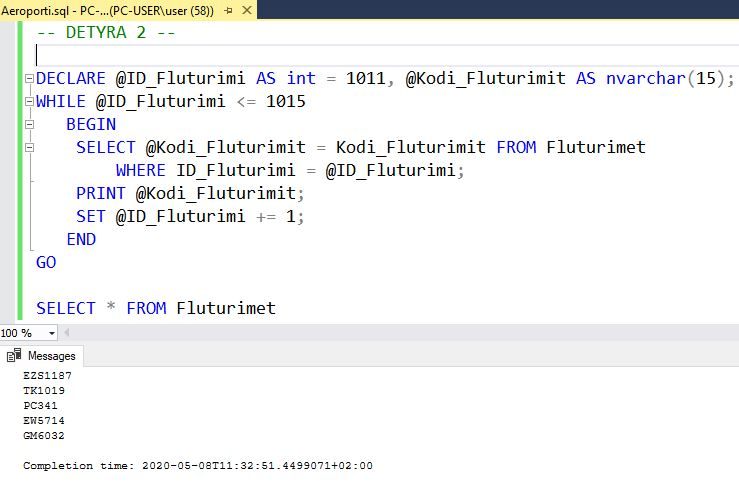 Aeroporti.sql - PC-...(PC-USER\user (58))
-- DETYRA 2 --
DECLARE @ID_Fluturimi AS int = 1011, @Kodi_Fluturimit AS nvarchar(15);
WHILE @ID_Fluturimi <= 1015
BEGIN
SELECT @Kodi_Fluturimit = Kodi_Fluturimit FROM Fluturimet
WHERE ID_Fluturimi = @ID_Fluturimi;
PRINT @Kodi_Fluturimit;
SET @ID_Fluturimi += 1;
END
GO
SELECT * FROM Fluturimet
100 %
Messages
EZS1187
TK1019
PC341
EW5714
GM6032
Completion time: 2020-05-08T11:32:51.4499071+02:00